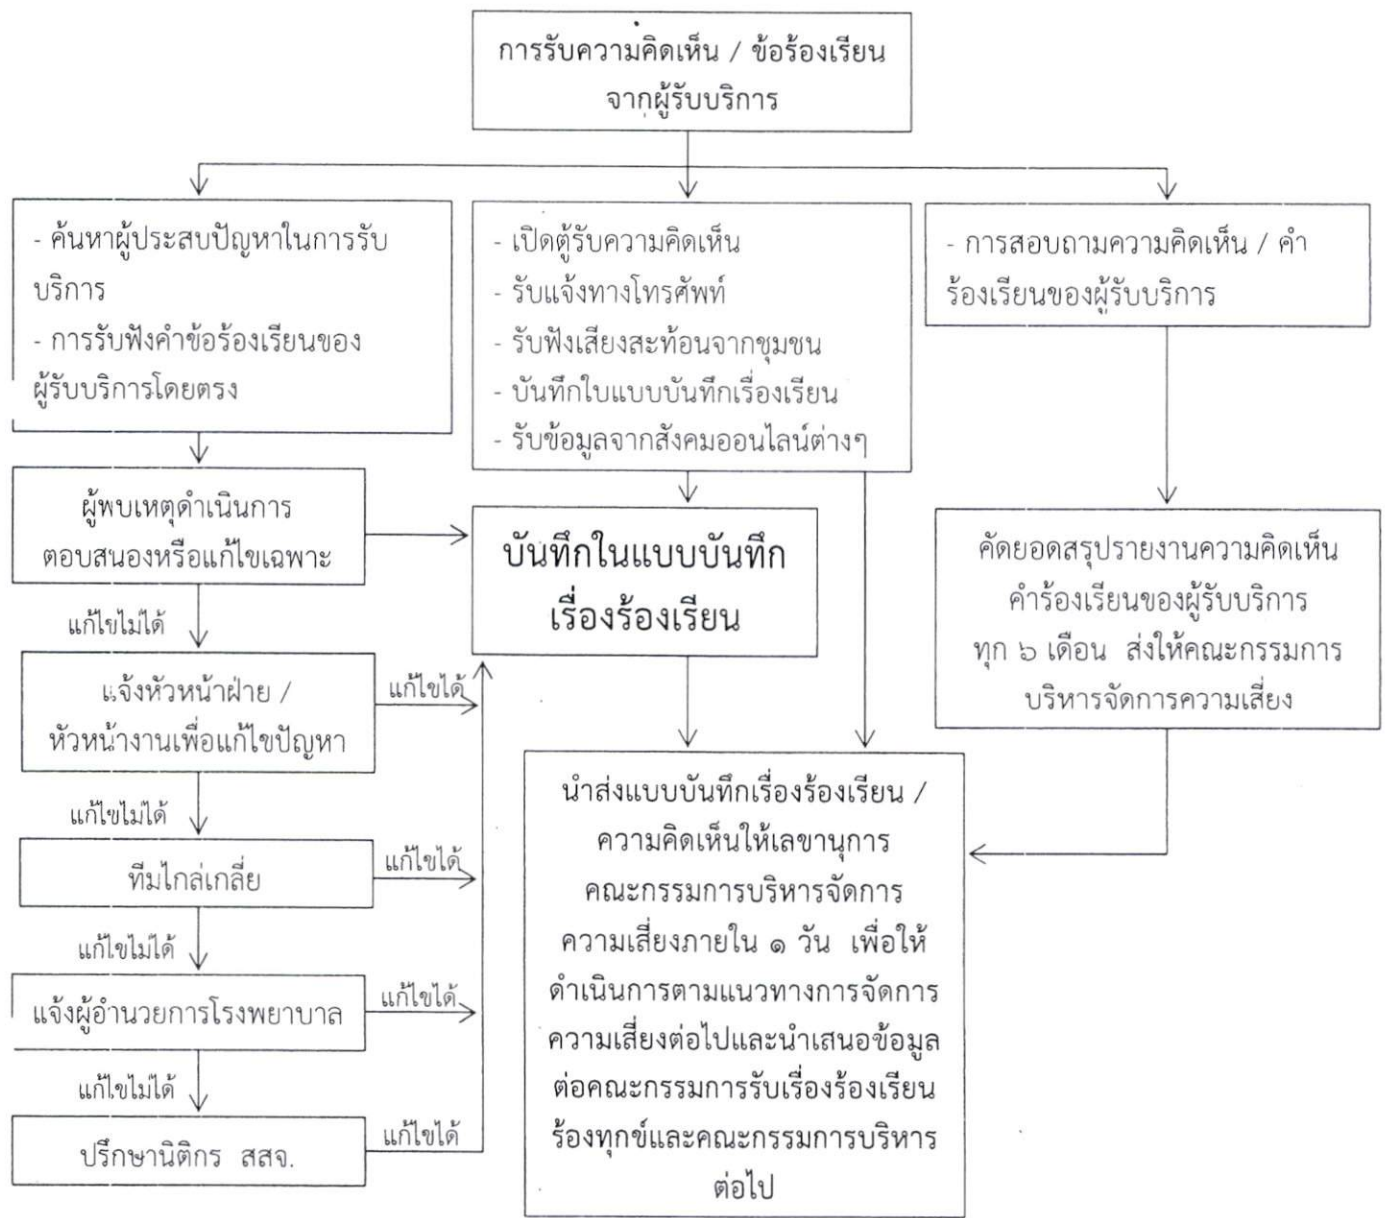 การรับความคิดเห็น / ข้อร้องเรียน
จากผู้รับบริการ
- ค้นหาผู้ประสบปัญหาในการรับ
บริการ
- การรับฟังคำข้อร้องเรียนของ
ผู้รับบริการโดยตรง
- เปิดตู้รับความคิดเห็น
- รับแจ้งทางโทรศัพท์
- รับฟังเสียงสะท้อนจากชุมชน
- บันทึกใบแบบบันทึกเรื่องเรียน
- รับข้อมูลจากสังคมออนไลน์ต่างๆ
- การสอบถามความคิดเห็น / คำ
ร้องเรียนของผู้รับบริการ
ผู้พบเหตุดำเนินการ
ตอบสนองหรือแก้ไขเฉพาะ
บันทึกในแบบบันทึก
เรื่องร้องเรียน
คัดยอดสรุปรายงานความคิดเห็น
คำร้องเรียนของผู้รับบริการ
ทุก ๖ เดือน ส่งให้คณะกรรมการ
บริหารจัดการความเสี่ยง
แก้ไขไม่ได้
แจ้งหัวหน้าฝ่าย /
หัวหน้างานเพื่อแก้ไขปัญหา
แก้ไขได้
แก้ไขไม่ได้
ทีมไกล่เกลี่ย
แก้ไขได้
แก้ไขไม่ได้
แจ้งผู้อำนวยการโรงพยาบาล
แก้ไขได้
แก้ไขไม่ได้
ปรึกษานิติกร สสจ.
แก้ไขได้
นำส่งแบบบันทึกเรื่องร้องเรียน /
ความคิดเห็นให้เลขานุการ
คณะกรรมการบริหารจัดการ
ความเสี่ยงภายใน ๑ วัน เพื่อให้
ดำเนินการตามแนวทางการจัดการ
ความเสี่ยงต่อไปและนำเสนอข้อมูล
ต่อคณะกรรมการรับเรื่องร้องเรียน
ร้องทุกข์และคณะกรรมการบริหาร
ต่อไป